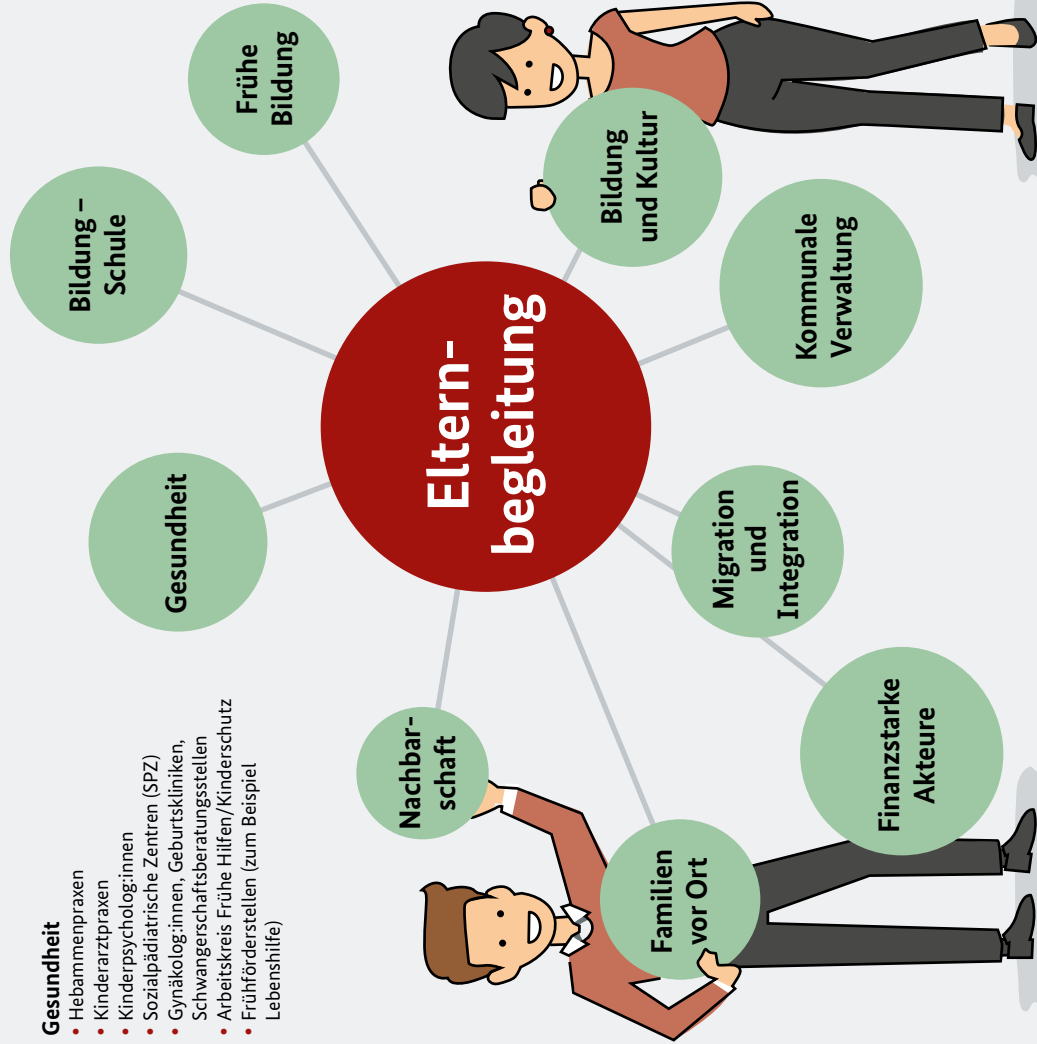 Gesundheit
• Hebammenpraxen
• Kinderarztpraxen
• Kinderpsycholog:innen
• Sozialpädiatrische Zentren (SPZ)
• Gynäkolog:innen, Geburtskliniken,
Schwangerschaftsberatungsstellen
• Arbeitskreis Frühe Hilfen/Kinderschutz
• Frühförderstellen (zum Beispiel
Lebenshilfe)
Gesundheit
Bildung –
Schule
Frühe
Bildung
Nachbar-
schaft
Eltern-
begleitung
Bildung
und Kultur
Familien
vor Ort
Migration
und
Integration
Kommunale
Verwaltung
Finanzstarke
Akteure